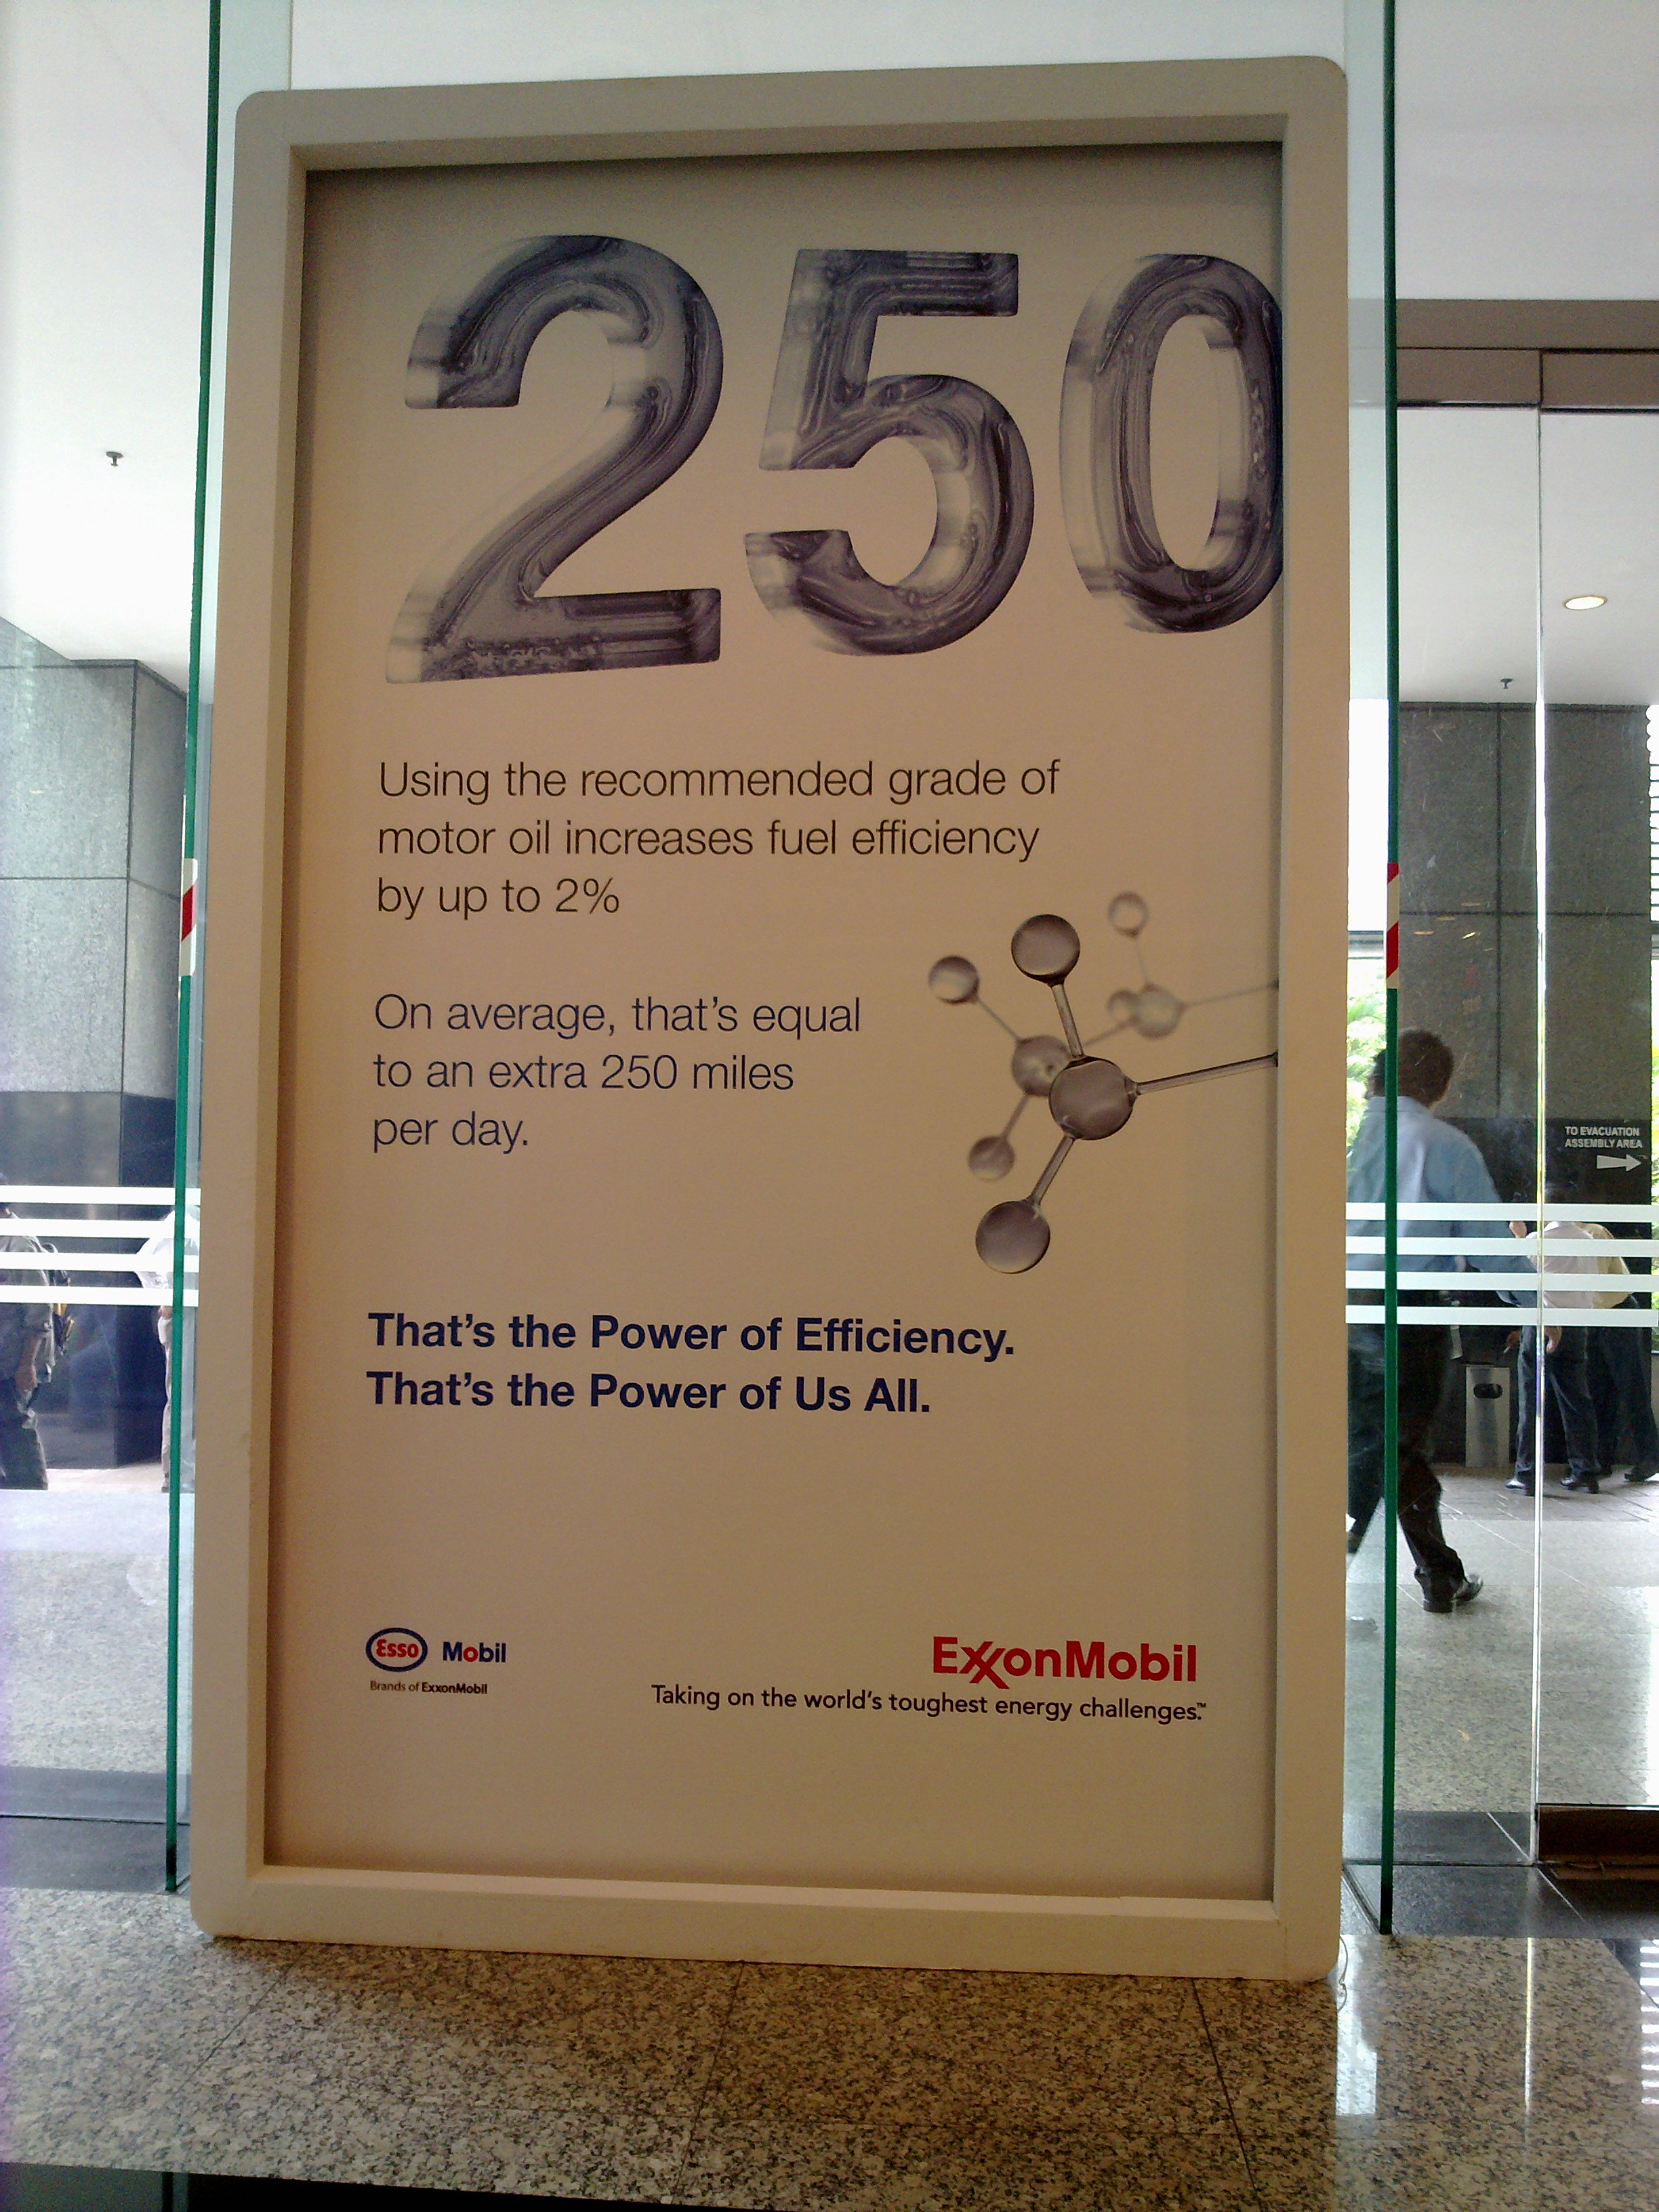 250
Using the recommended grade of
motor oil increases fuel efficiency
by up to 2%
On average, that's equal
to an extra 250 miles
per day.
That's the Power of Efficiency.
That's the Power of Us All.
Esso Mobil
Brands of ExxonMobil
ExxonMobil
Taking on the world's toughest energy challenges.™
TO EVACUATION
ASSEMBLY AREA